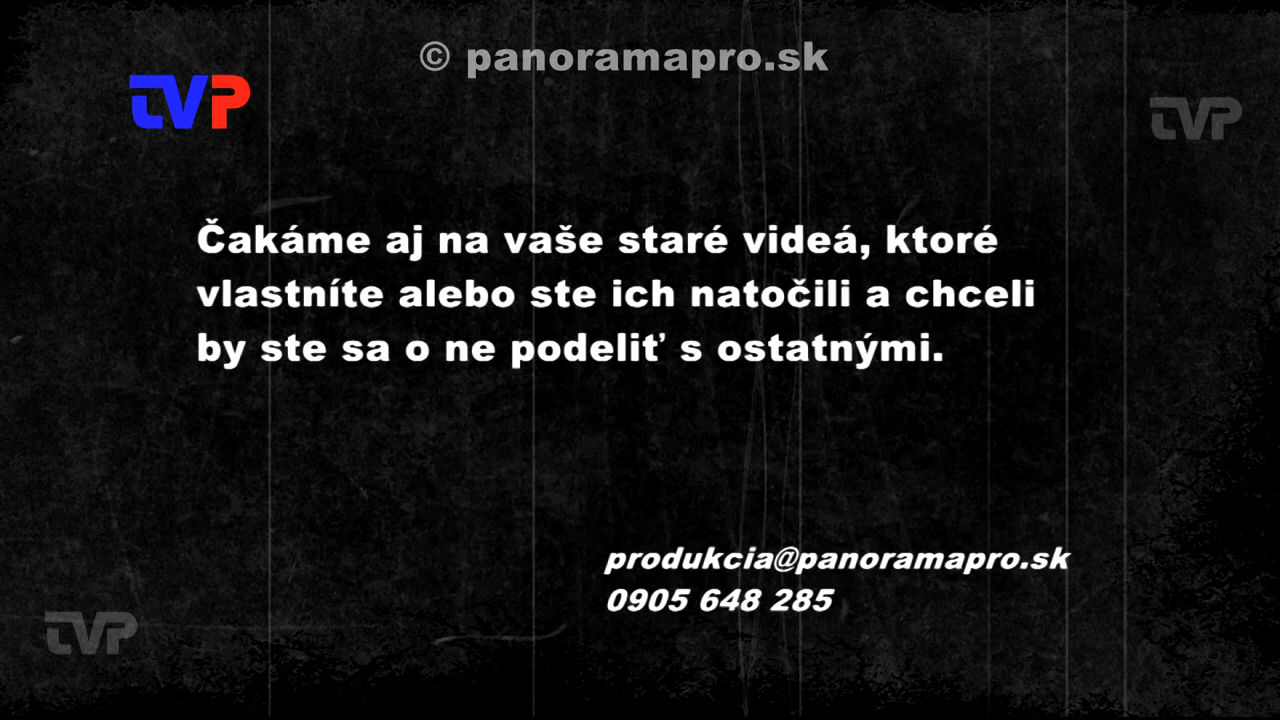 © panoramapro.sk
TVP
TVP
Čakáme aj na vaše staré videá, ktoré
vlastníte alebo ste ich natočili a chceli
by ste sa o ne podeliť s ostatnými.
produkcia@panoramapro.sk
0905 648 285
TVP